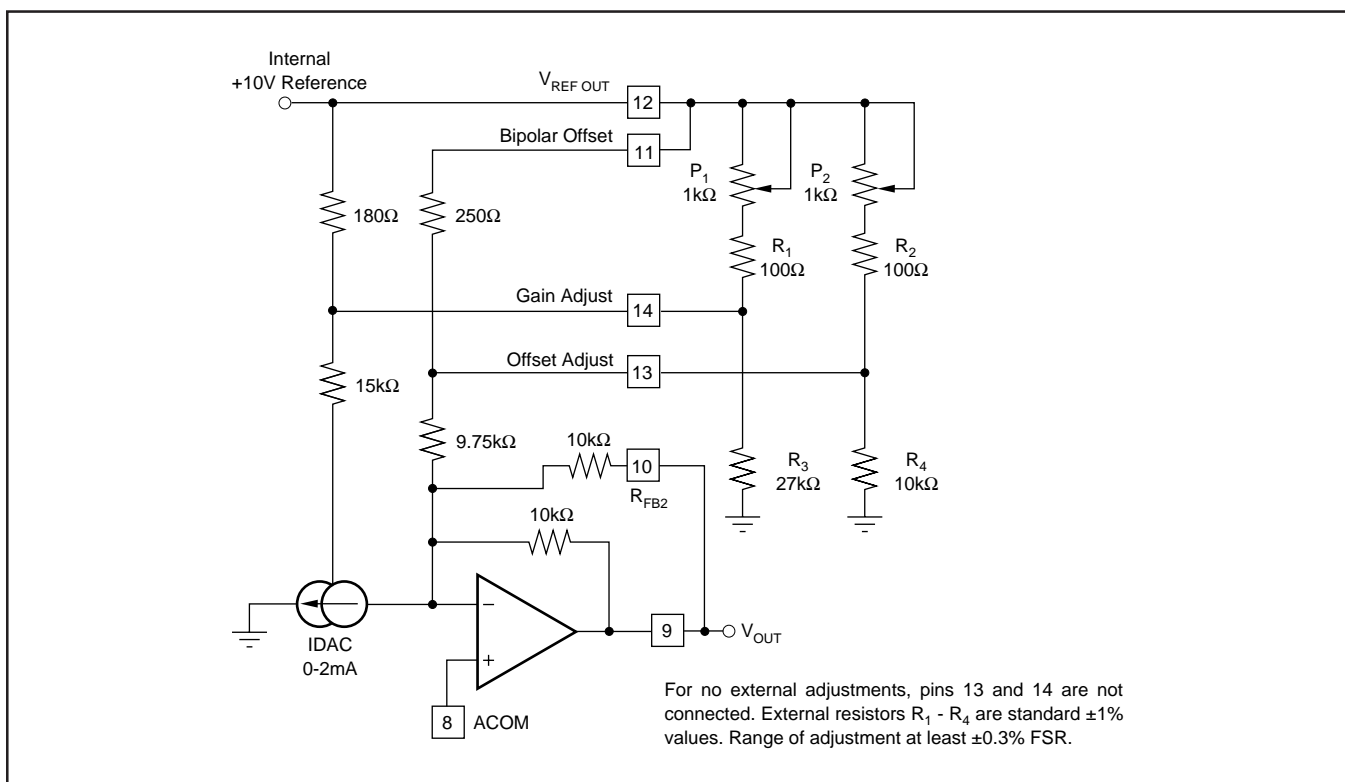 Internal
+10V Reference
V_REF OUT
12
Bipolar Offset
11
P₁
1kΩ
P₂
1kΩ
180Ω
250Ω
R₁
100Ω
R₂
100Ω
Gain Adjust
14
Offset Adjust
13
15kΩ
9.75kΩ
10kΩ
10
R_FB2
R₃
27kΩ
R₄
10kΩ
10kΩ
−
+
IDAC
0-2mA
9
V_OUT
8
ACOM
For no external adjustments, pins 13 and 14 are not
connected. External resistors R₁ - R₄ are standard ±1%
values. Range of adjustment at least ±0.3% FSR.